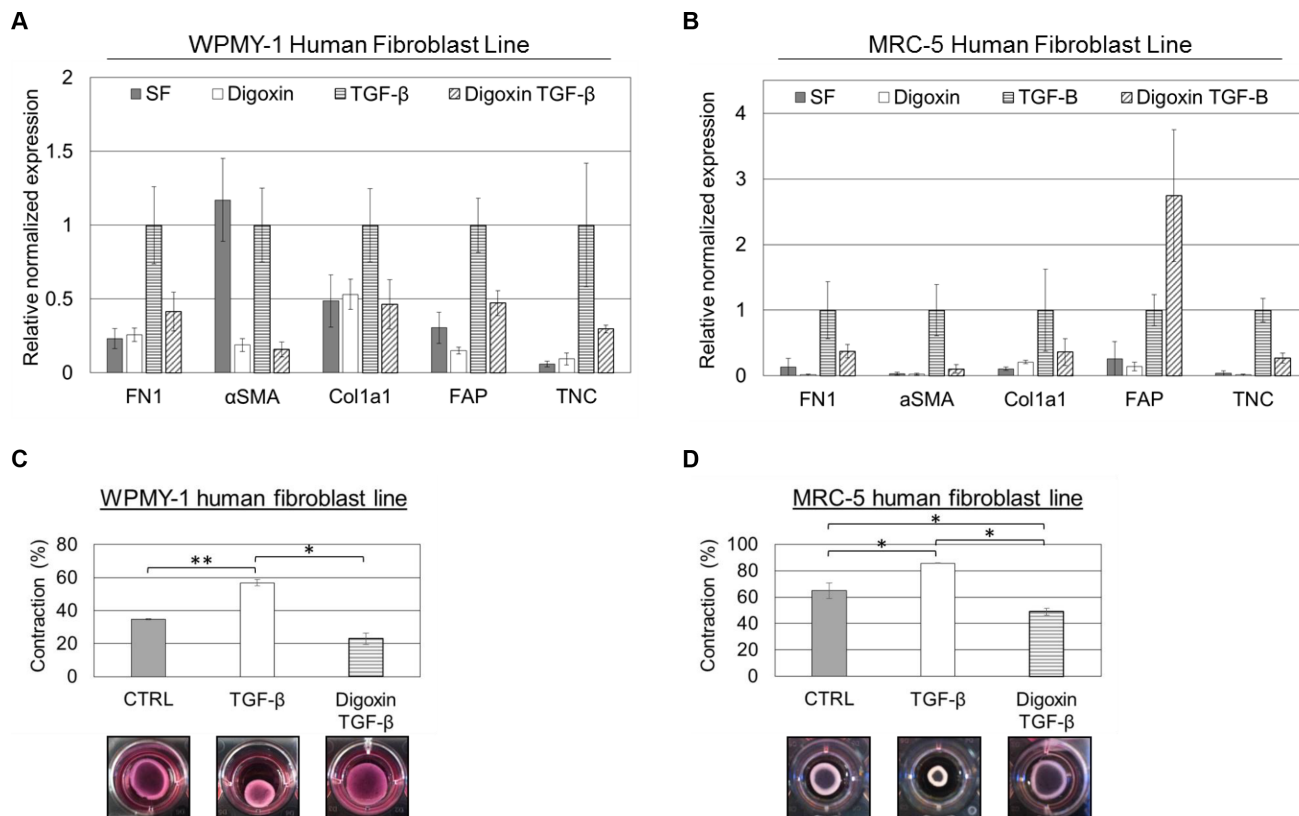 A
WPMY-1 Human Fibroblast Line
Relative normalized expression
2
1.5
1
0.5
0
SF Digoxin TGF-β Digoxin TGF-β
FN1 αSMA Col1a1 FAP TNC
B
MRC-5 Human Fibroblast Line
Relative normalized expression
4
3
2
1
0
SF Digoxin TGF-B Digoxin TGF-B
FN1 aSMA Col1a1 FAP TNC
C
WPMY-1 human fibroblast line
Contraction (%)
80
60
40
20
0
** *
CTRL TGF-β Digoxin
TGF-β
D
MRC-5 human fibroblast line
Contraction (%)
100
80
60
40
20
0
*
* *
CTRL TGF-β Digoxin
TGF-β